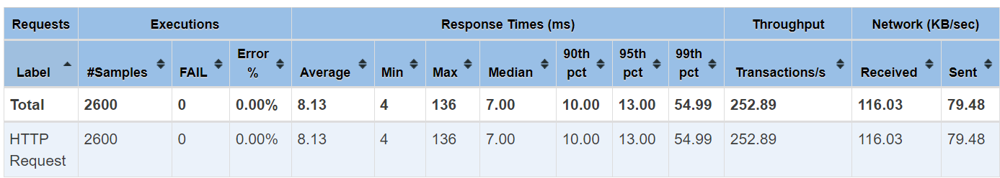 Requests Executions Response Times (ms) Throughput Network (KB/sec)
Label #Samples FAIL Error % Average Min Max Median 90th pct 95th pct 99th pct Transactions/s Received Sent
Total 2600 0 0.00% 8.13 4 136 7.00 10.00 13.00 54.99 252.89 116.03 79.48
HTTP Request 2600 0 0.00% 8.13 4 136 7.00 10.00 13.00 54.99 252.89 116.03 79.48